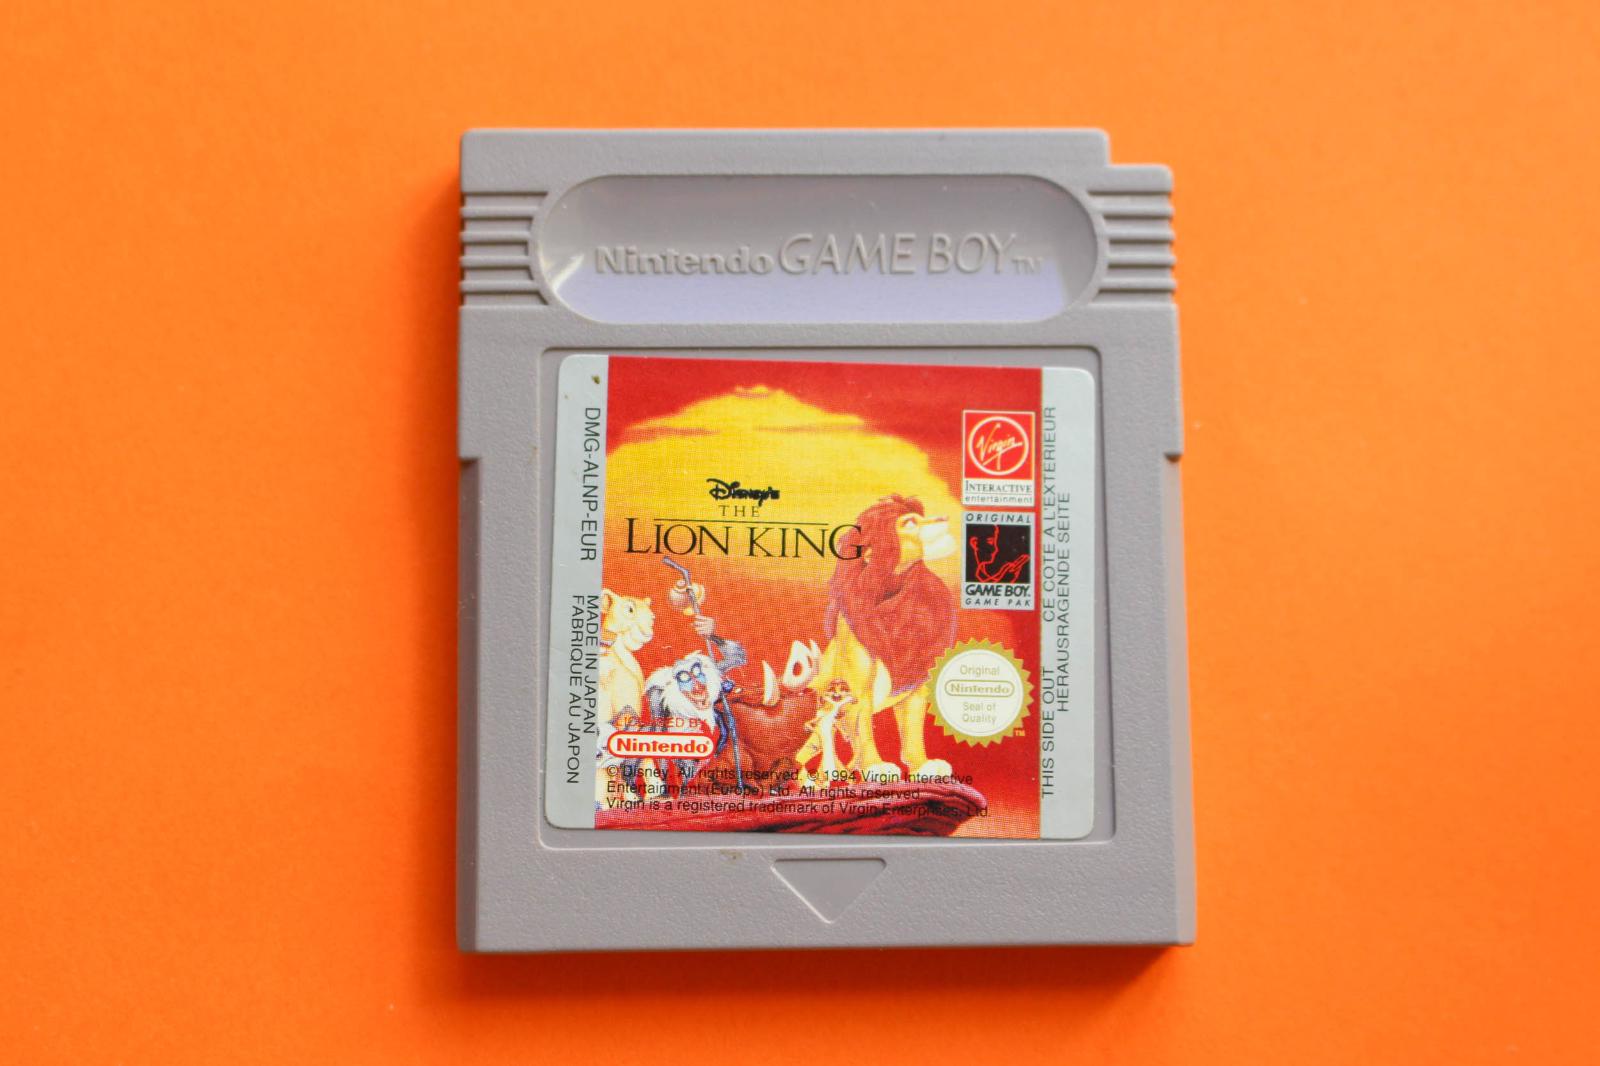 Nintendo GAME BOY TM
DMG-ALNP-EUR
MADE IN JAPAN
FABRIQUE AU JAPON
Disney's
THE
LION KING
Virgin
INTERACTIVE
entertainment
ORIGINAL
GAME BOY
GAME PAK
Original
Nintendo
Seal of
Quality
TM
LICENSED BY
Nintendo®
© Disney. All rights reserved. © 1994 Virgin Interactive
Entertainment (Europe) Ltd. All rights reserved.
Virgin is a registered trademark of Virgin Enterprises, Ltd.
THIS SIDE OUT CE COTE A L'EXTERIEUR
HERAUSRAGENDE SEITE